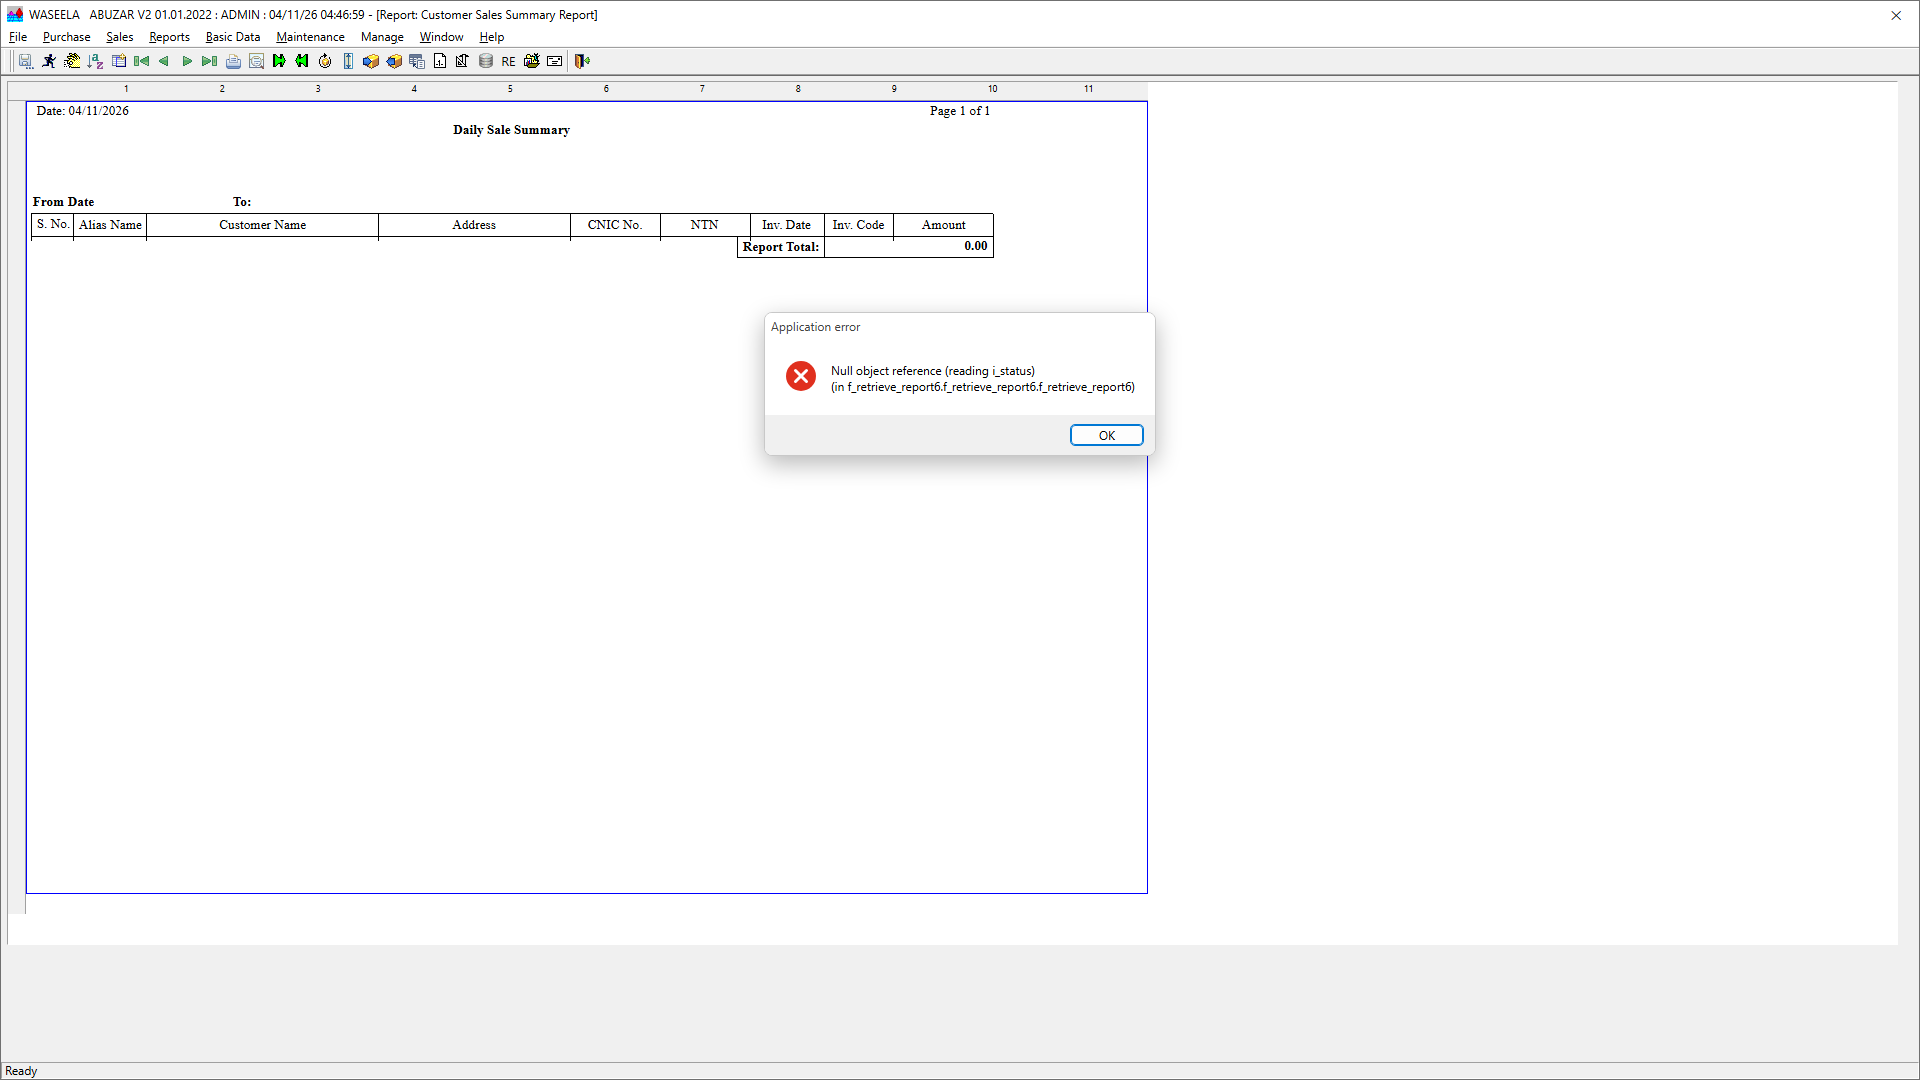 WASEELA   ABUZAR V2 01.01.2022 : ADMIN : 04/11/26 04:46:59 - [Report: Customer Sales Summary Report]
File Purchase Sales Reports Basic Data Maintenance Manage Window Help
RE
1 2 3 4 5 6 7 8 9 10 11
Date: 04/11/2026 Page 1 of 1
Daily Sale Summary
From Date To:
S. No. Alias Name Customer Name Address CNIC No. NTN Inv. Date Inv. Code Amount
Report Total: 0.00
Application error
Null object reference (reading i_status)
(in f_retrieve_report6.f_retrieve_report6.f_retrieve_report6)
OK
Ready